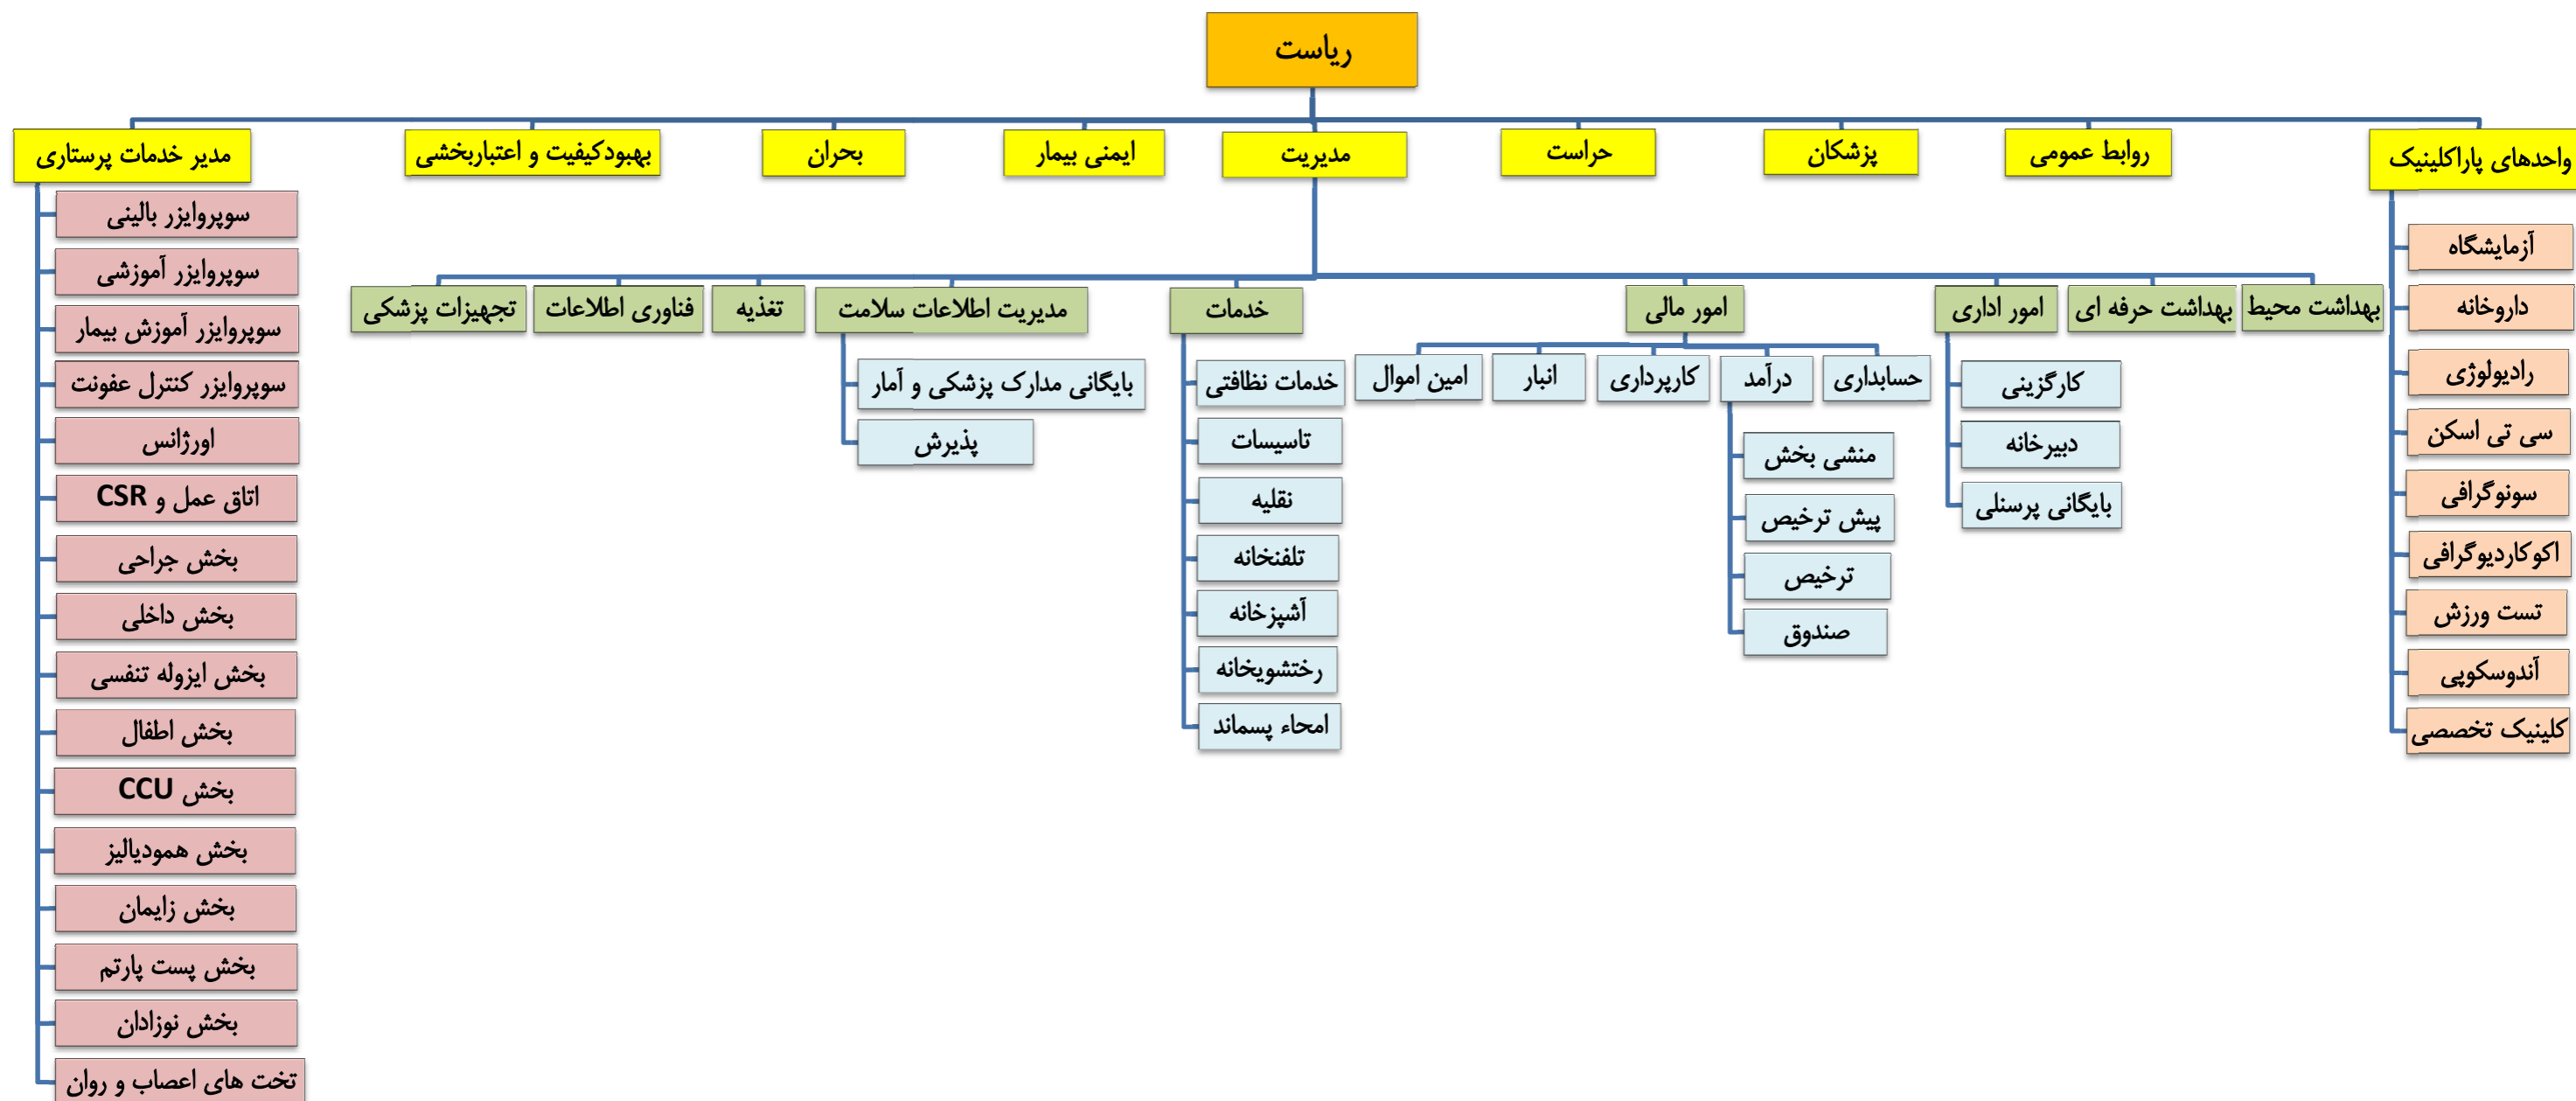 ریاست
واحدهای پاراکلینیک
روابط عمومی
پزشکان
حراست
مدیریت
ایمنی بیمار
بحران
بهبودکیفیت و اعتباربخشی
مدیر خدمات پرستاری
آزمایشگاه
داروخانه
رادیولوژی
سی تی اسکن
سونوگرافی
اکوکاردیوگرافی
تست ورزش
آندوسکوپی
کلینیک تخصصی
بهداشت محیط
بهداشت حرفه ای
امور اداری
امور مالی
خدمات
مدیریت اطلاعات سلامت
تغذیه
فناوری اطلاعات
تجهیزات پزشکی
کارگزینی
دبیرخانه
بایگانی پرسنلی
حسابداری
درآمد
کارپردازی
انبار
امین اموال
منشی بخش
پیش ترخیص
ترخیص
صندوق
خدمات نظافتی
تاسیسات
نقلیه
تلفنخانه
آشپزخانه
رختشویخانه
امحاء پسماند
بایگانی مدارک پزشکی و آمار
پذیرش
سوپروایزر بالینی
سوپروایزر آموزشی
سوپروایزر آموزش بیمار
سوپروایزر کنترل عفونت
اورژانس
اتاق عمل و CSR
بخش جراحی
بخش داخلی
بخش ایزوله تنفسی
بخش اطفال
بخش CCU
بخش همودیالیز
بخش زایمان
بخش پست پارتم
بخش نوزادان
تخت های اعصاب و روان